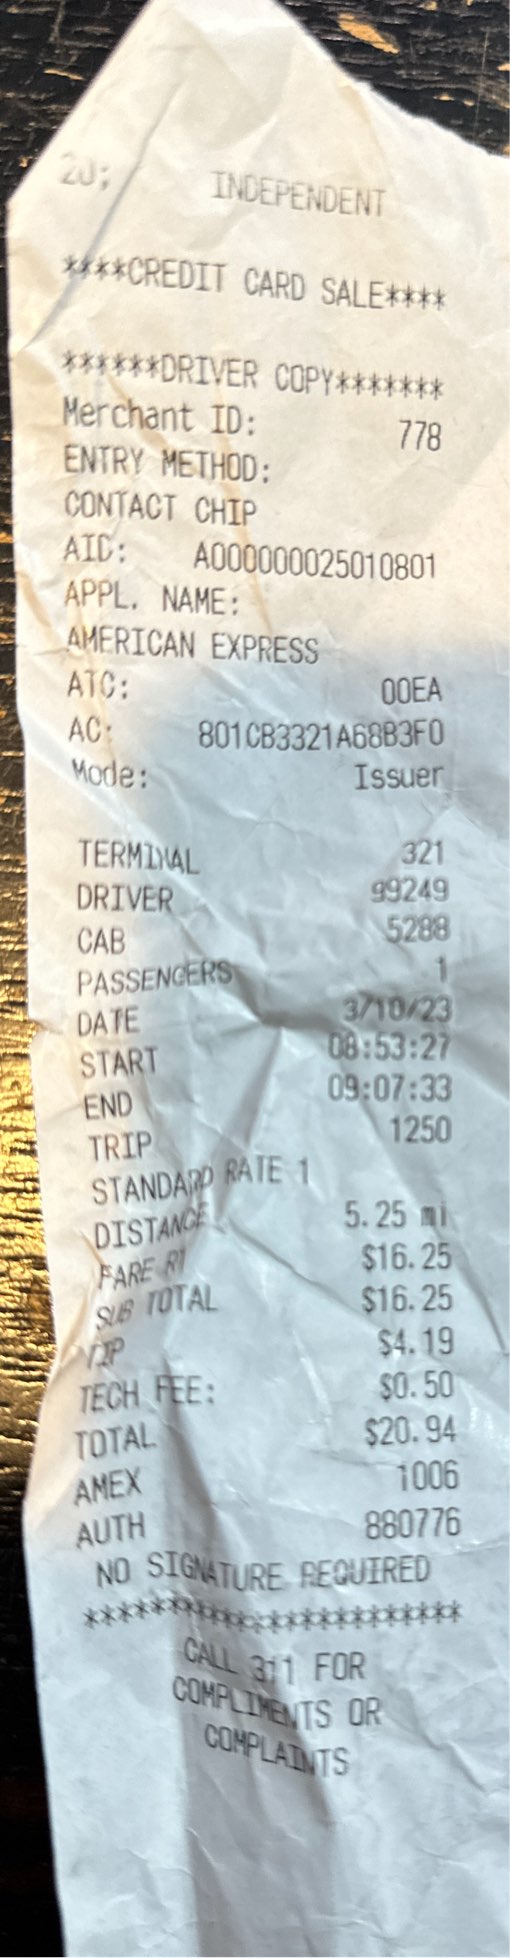 INDEPENDENT
****CREDIT CARD SALE****
******DRIVER COPY*******
Merchant ID: 778
ENTRY METHOD:
CONTACT CHIP
AID: A000000025010801
APPL. NAME:
AMERICAN EXPRESS
ATC: 00EA
AC: 801CB3321A68B3F0
Mode: Issuer
TERMINAL 321
DRIVER 99249
CAB 5288
PASSENGERS 1
DATE 3/10/23
START 08:53:27
END 09:07:33
TRIP 1250
STANDARD RATE 1
DISTANCE 5.25 mi
FARE R1 $16.25
SUB TOTAL $16.25
TIP $4.19
TECH FEE: $0.50
TOTAL $20.94
AMEX 1006
AUTH 880776
NO SIGNATURE REQUIRED
************************
CALL 311 FOR
COMPLIMENTS OR
COMPLAINTS